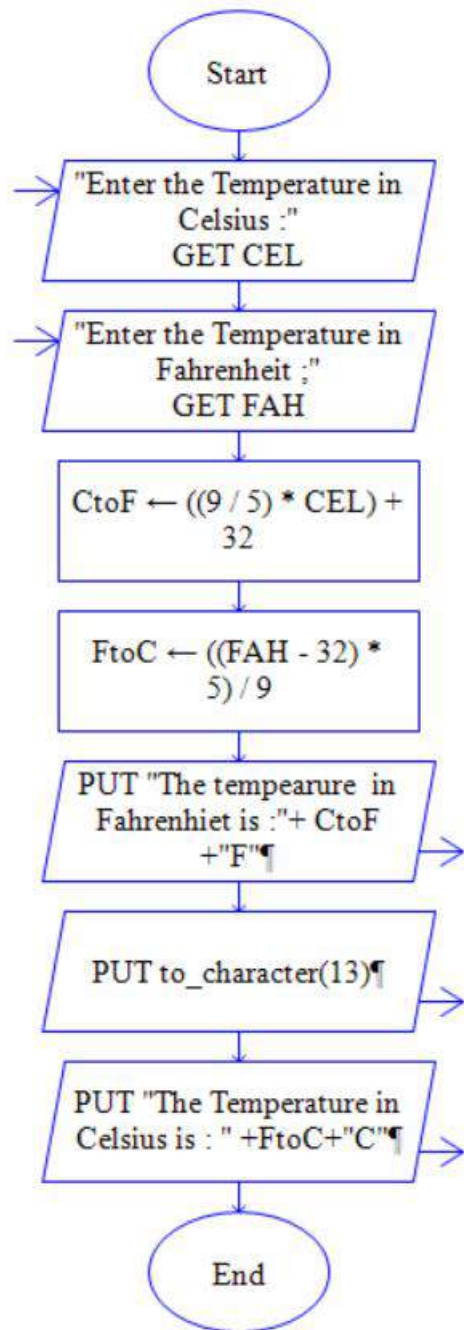 Start
"Enter the Temperature in
Celsius :"
GET CEL
"Enter the Temperature in
Fahrenheit ;"
GET FAH
CtoF ← ((9 / 5) * CEL) +
32
FtoC ← ((FAH - 32) *
5) / 9
PUT "The tempearure  in
Fahrenhiet is :"+ CtoF
+"F"¶
PUT to_character(13)¶
PUT "The Temperature in
Celsius is : " +FtoC+"C"¶
End